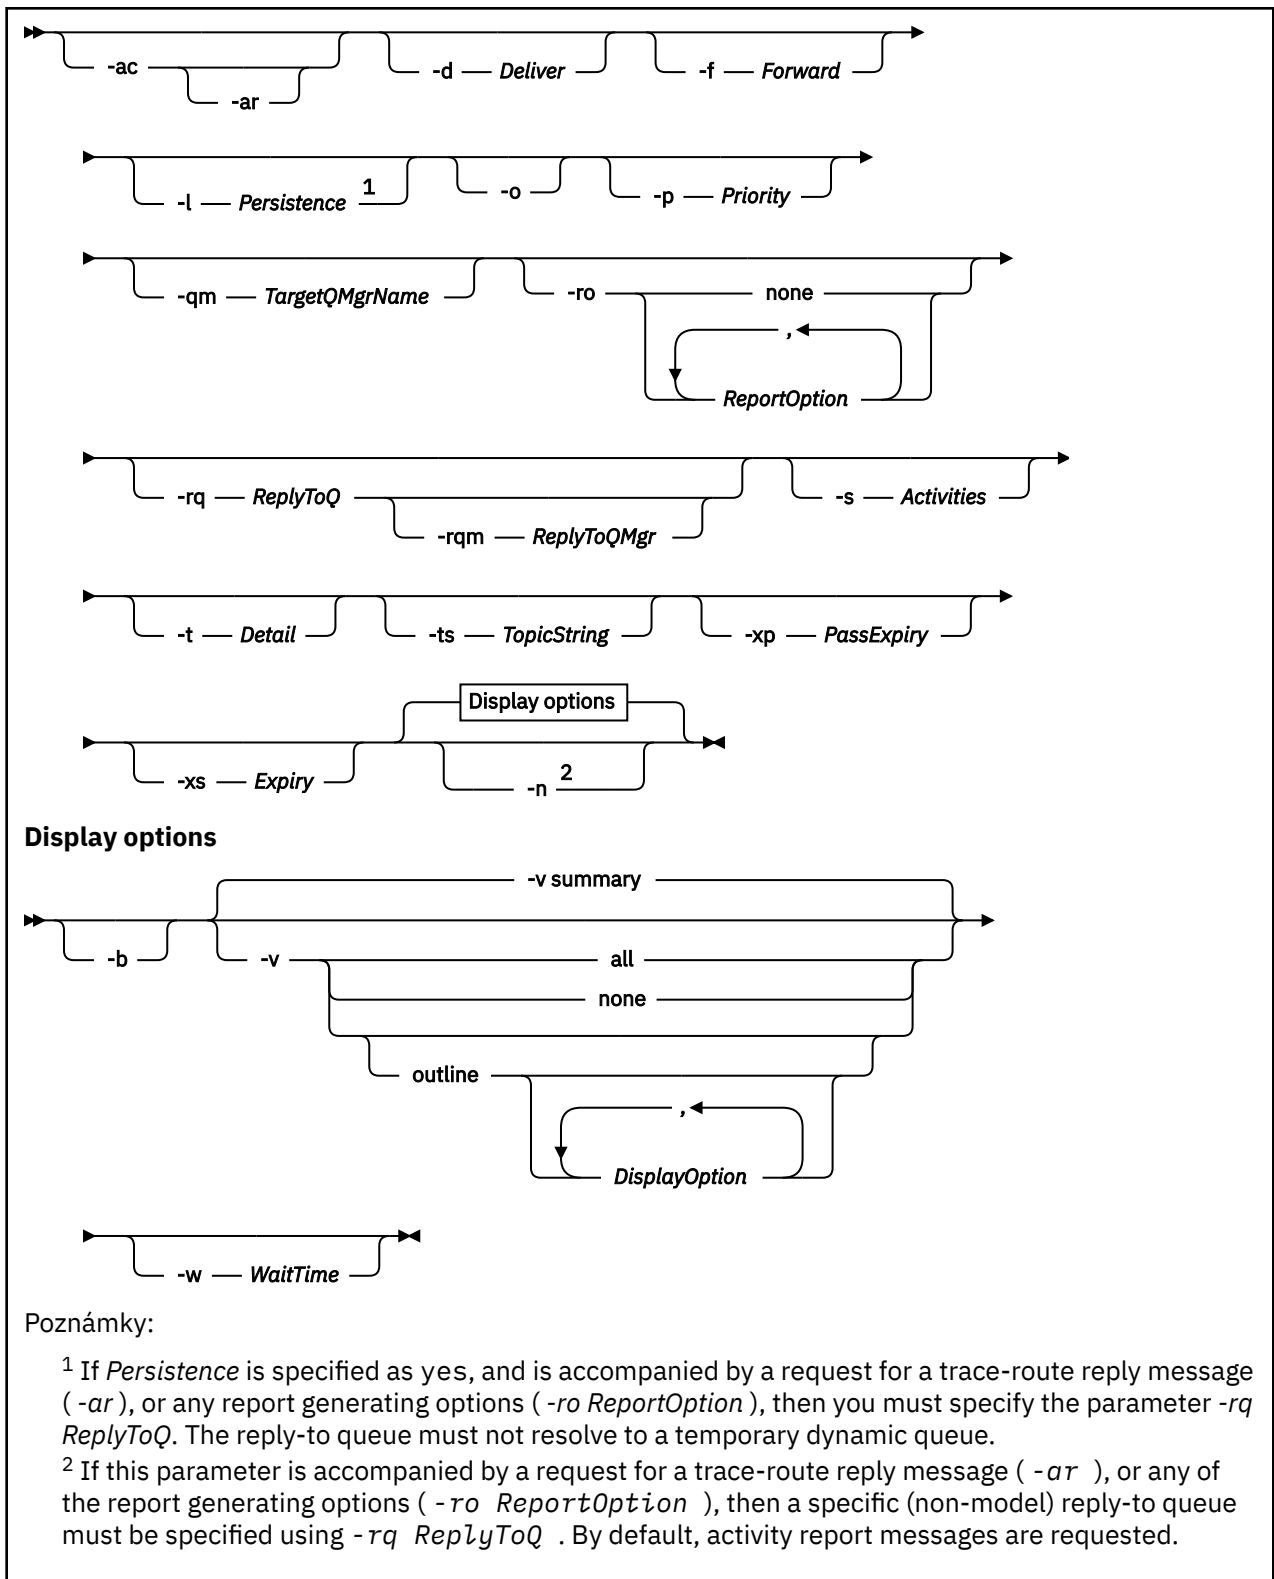 -ac -d Deliver -f Forward
-ar
-l Persistence 1 -o -p Priority
-qm TargetQMgrName -ro none
,
ReportOption
-rq ReplyToQ -s Activities
-rqm ReplyToQMgr
-t Detail -ts TopicString -xp PassExpiry
Display options
-xs Expiry -n 2
Display options
-v summary
-b -v all
none
outline
,
DisplayOption
-w WaitTime
Poznámky:
1 If Persistence is specified as yes, and is accompanied by a request for a trace-route reply message
( -ar ), or any report generating options ( -ro ReportOption ), then you must specify the parameter -rq
ReplyToQ. The reply-to queue must not resolve to a temporary dynamic queue.
2 If this parameter is accompanied by a request for a trace-route reply message ( -ar ), or any of
the report generating options ( -ro ReportOption ), then a specific (non-model) reply-to queue
must be specified using -rq ReplyToQ . By default, activity report messages are requested.